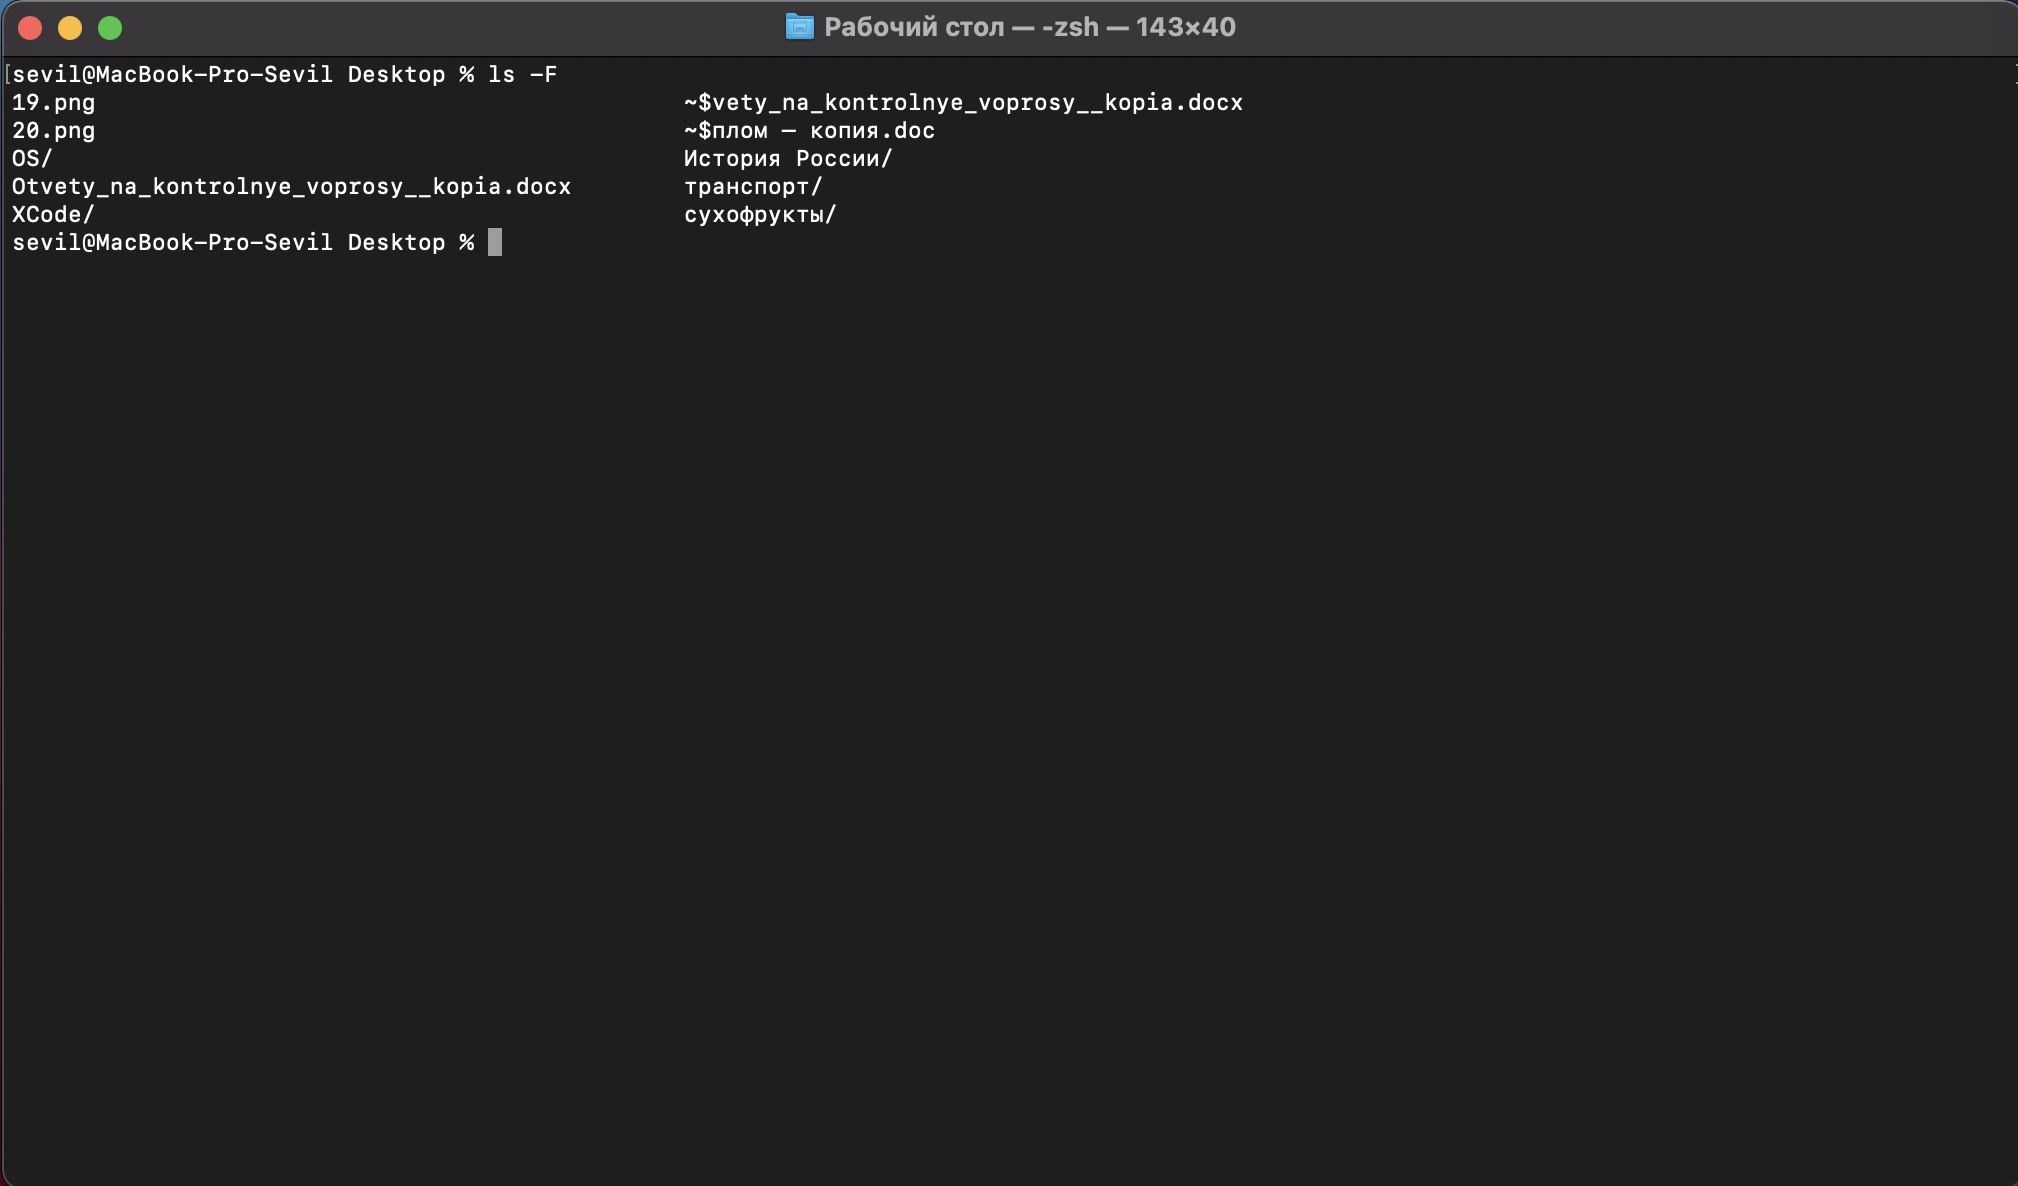 Рабочий стол — -zsh — 143×40
sevil@MacBook-Pro-Sevil Desktop % ls -F
19.png ~$vety_na_kontrolnye_voprosy__kopia.docx
20.png ~$плом — копия.doc
OS/ История России/
Otvety_na_kontrolnye_voprosy__kopia.docx транспорт/
XCode/ сухофрукты/
sevil@MacBook-Pro-Sevil Desktop %